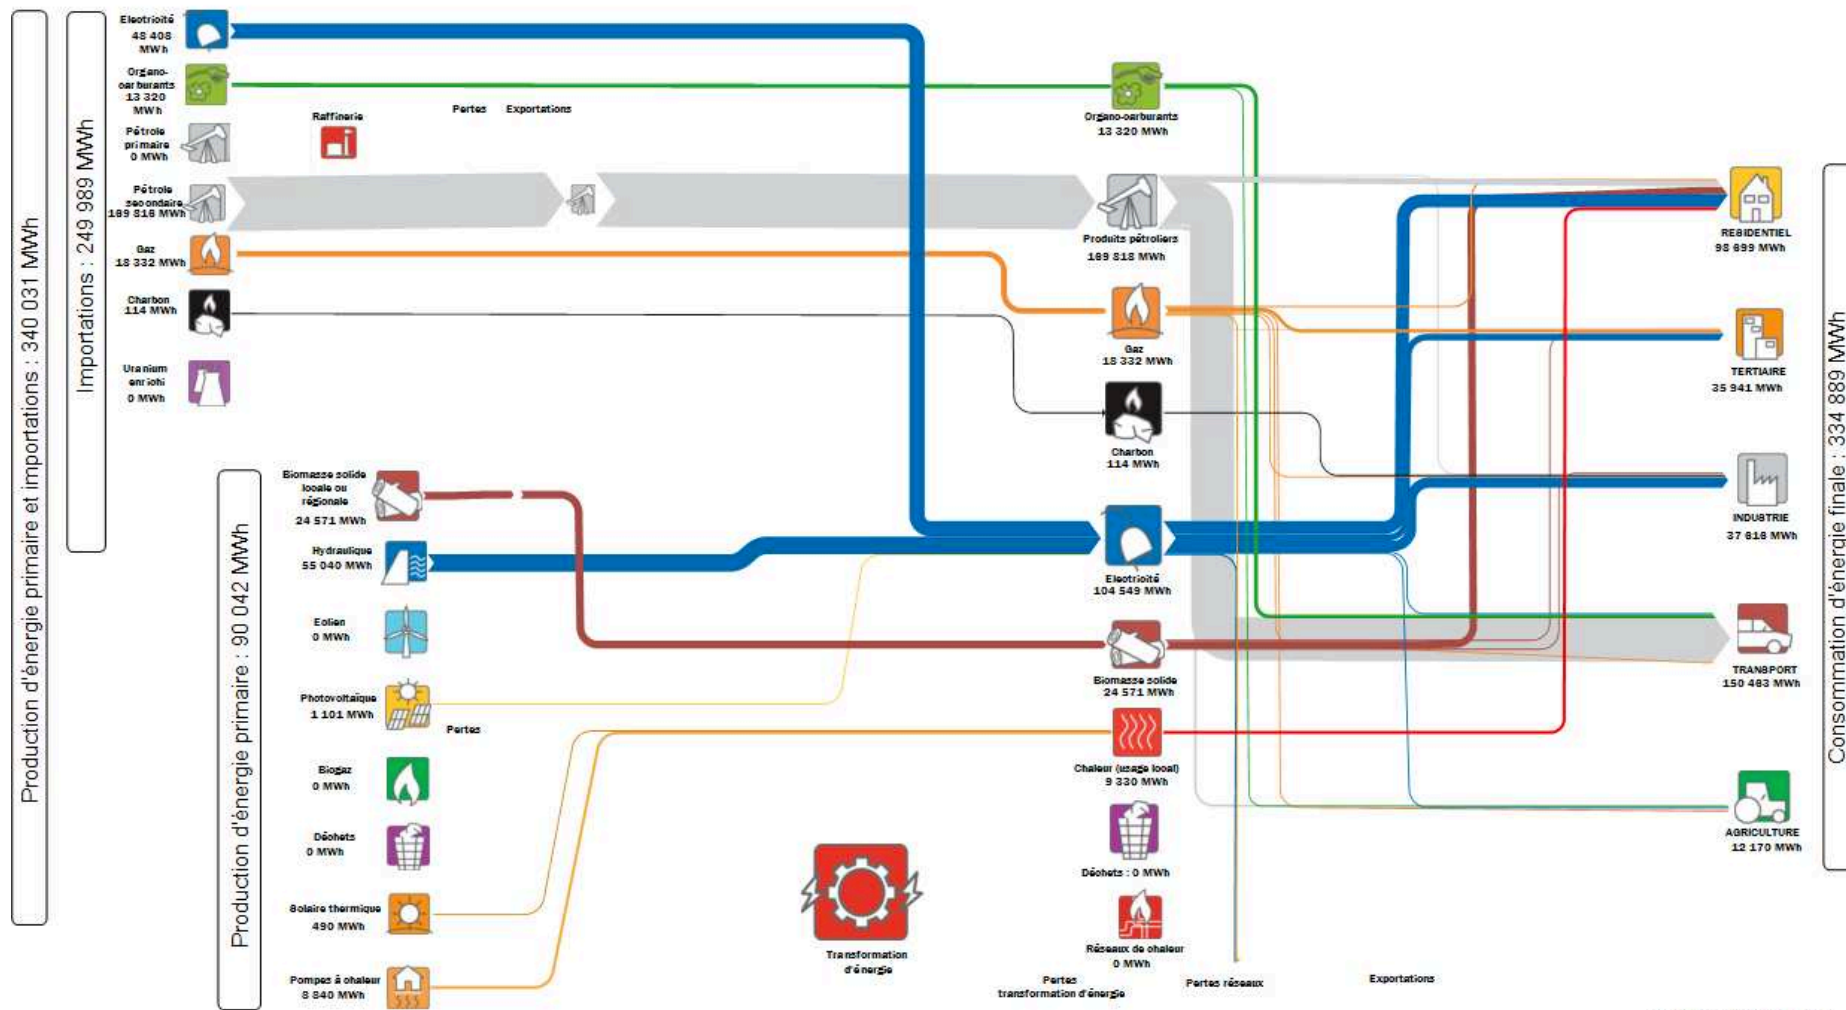 Production d'énergie primaire et importations : 340 031 MWh
Importations : 249 989 MWh
Electricité
48 408
MWh
Organo-
carburants
13 320
MWh
Pétrole
primaire
0 MWh
Pétrole
secondaire
169 816 MWh
Gaz
18 332 MWh
Charbon
114 MWh
Uranium
enrichi
0 MWh
Raffinerie
Pertes
Exportations
Production d'énergie primaire : 90 042 MWh
Biomasse solide
locale ou
régionale
24 571 MWh
Hydraulique
55 040 MWh
Eolien
0 MWh
Photovoltaïque
1 101 MWh
Pertes
Biogaz
0 MWh
Déchets
0 MWh
Solaire thermique
490 MWh
Pompes à chaleur
8 840 MWh
Transformation
d'énergie
Organo-carburants
13 320 MWh
Produits pétroliers
169 818 MWh
Gaz
18 332 MWh
Charbon
114 MWh
Electricité
104 549 MWh
Biomasse solide
24 571 MWh
Chaleur (usage local)
9 330 MWh
Déchets : 0 MWh
Réseaux de chaleur
0 MWh
Pertes
transformation d'énergie
Pertes réseaux
Exportations
RESIDENTIEL
98 699 MWh
TERTIAIRE
35 941 MWh
INDUSTRIE
37 616 MWh
TRANSPORT
150 463 MWh
AGRICULTURE
12 170 MWh
Consommation d'énergie finale : 334 889 MWh